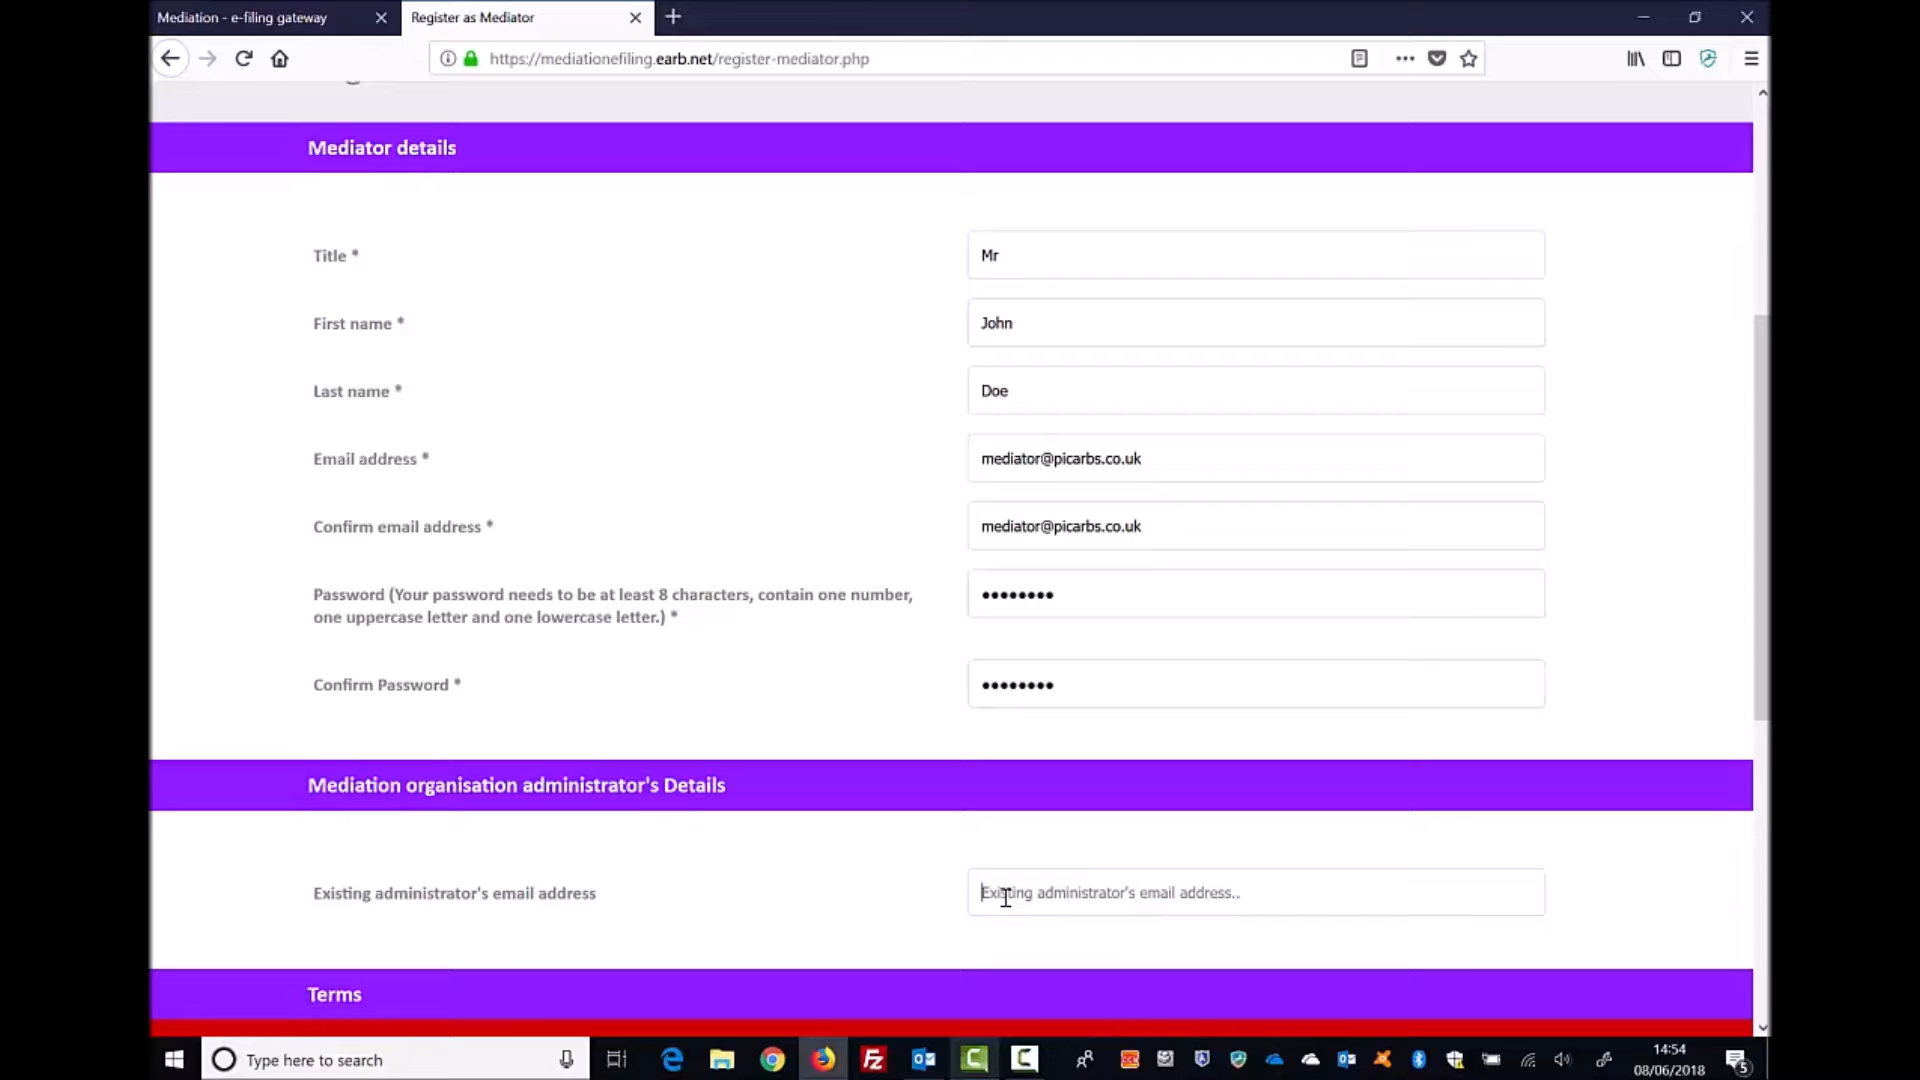 Mediation - e-filing gateway
Register as Mediator
https://mediationefiling.earb.net/register-mediator.php
Mediator details
Title *
Mr
First name *
John
Last name *
Doe
Email address *
mediator@picarbs.co.uk
Confirm email address *
mediator@picarbs.co.uk
Password (Your password needs to be at least 8 characters, contain one number,
one uppercase letter and one lowercase letter.) *
••••••••
Confirm Password *
••••••••
Mediation organisation administrator's Details
Existing administrator's email address
Existing administrator's email address..
Terms
Type here to search
14:54
08/06/2018
5